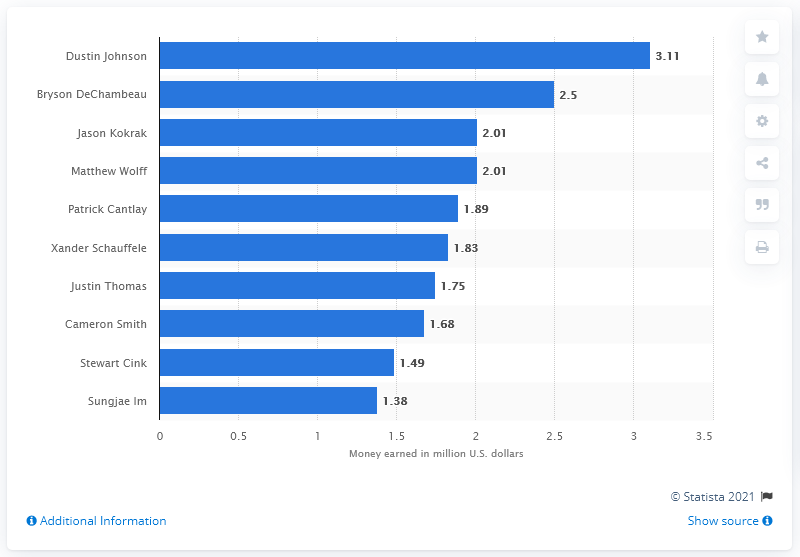 Dustin Johnson 3.11
Bryson DeChambeau 2.5
Jason Kokrak 2.01
Matthew Wolff 2.01
Patrick Cantlay 1.89
Xander Schauffele 1.83
Justin Thomas 1.75
Cameron Smith 1.68
Stewart Cink 1.49
Sungjae Im 1.38
0 0.5 1 1.5 2 2.5 3 3.5
Money earned in million U.S. dollars
© Statista 2021
Additional Information
Show source